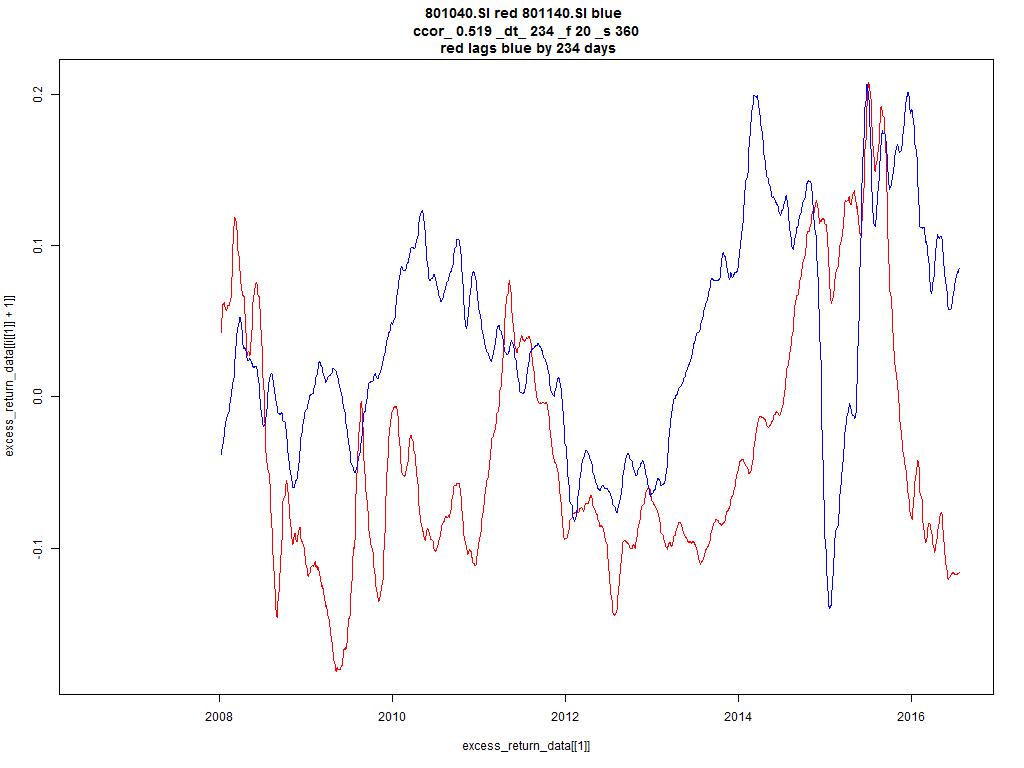 801040.SI red 801140.SI blue
ccor_ 0.519 _dt_ 234 _f 20 _s 360
red lags blue by 234 days
0.2
0.1
0.0
-0.1
excess_return_data[[i[[1]] + 1]]
2008 2010 2012 2014 2016
excess_return_data[[1]]